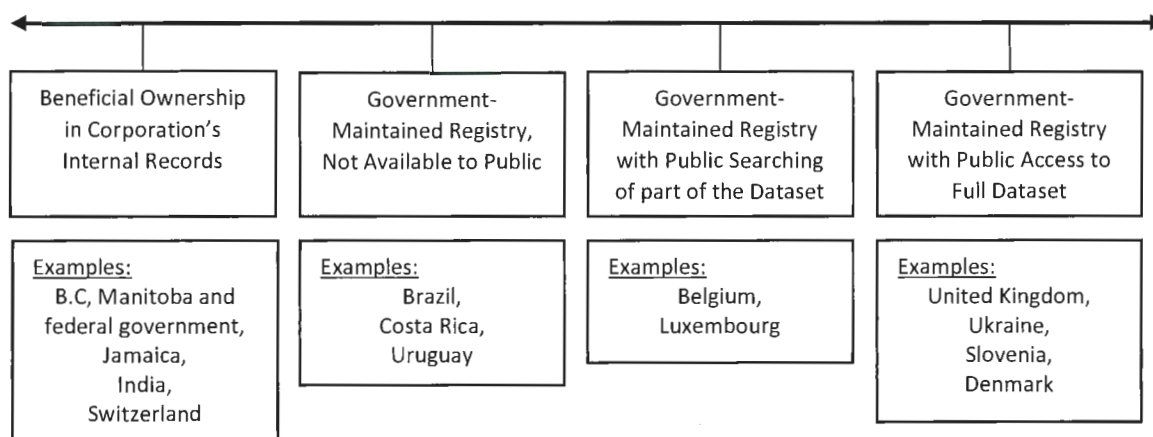 Beneficial Ownership
in Corporation's
Internal Records
Government-
Maintained Registry,
Not Available to Public
Government-
Maintained Registry
with Public Searching
of part of the Dataset
Government-
Maintained Registry
with Public Access to
Full Dataset
Examples:
B.C, Manitoba and
federal government,
Jamaica,
India,
Switzerland
Examples:
Brazil,
Costa Rica,
Uruguay
Examples:
Belgium,
Luxembourg
Examples:
United Kingdom,
Ukraine,
Slovenia,
Denmark